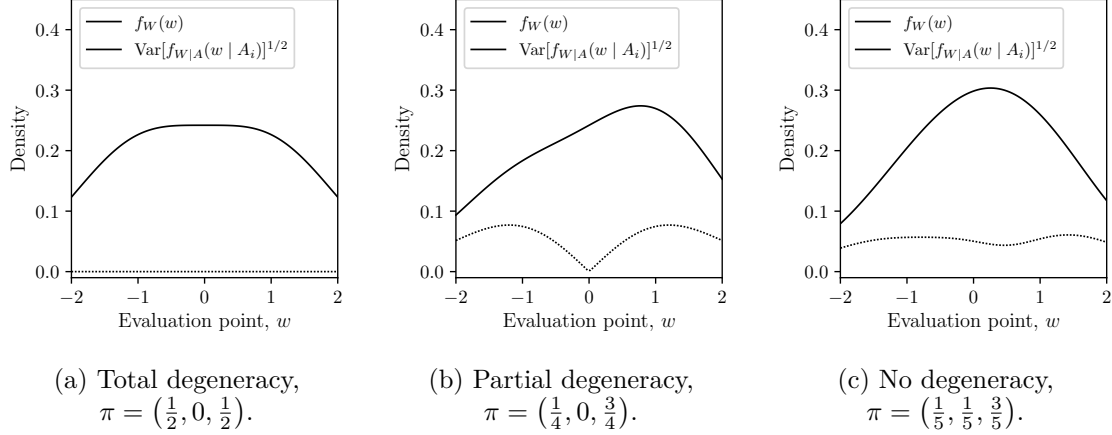 f_W(w)
Var[f_{W|A}(w | A_i)]^{1/2}
0.4
0.3
0.2
0.1
0.0
Density
−2 −1 0 1 2
Evaluation point, w
(a) Total degeneracy,
π = (1/2, 0, 1/2).
f_W(w)
Var[f_{W|A}(w | A_i)]^{1/2}
0.4
0.3
0.2
0.1
0.0
Density
−2 −1 0 1 2
Evaluation point, w
(b) Partial degeneracy,
π = (1/4, 0, 3/4).
f_W(w)
Var[f_{W|A}(w | A_i)]^{1/2}
0.4
0.3
0.2
0.1
0.0
Density
−2 −1 0 1 2
Evaluation point, w
(c) No degeneracy,
π = (1/5, 1/5, 3/5).